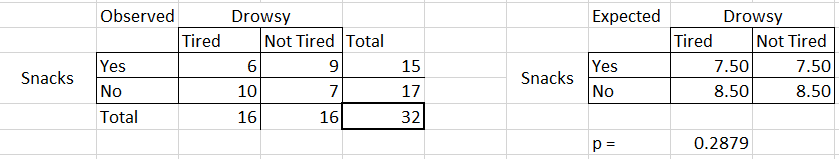 Observed Drowsy Expected Drowsy
Tired Not Tired Total Tired Not Tired
Snacks Yes 6 9 15 Snacks Yes 7.50 7.50
No 10 7 17 No 8.50 8.50
Total 16 16 32
p = 0.2879